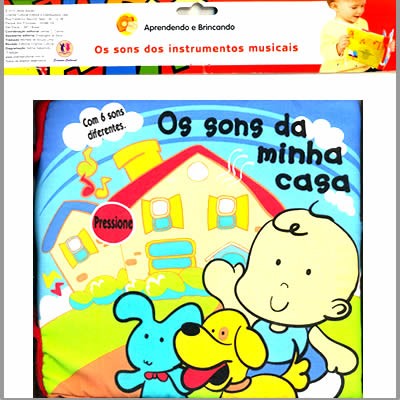 Aprendendo e Brincando
Os sons dos instrumentos musicais
Com 6 sons
diferentes.
Os sons da
minha
casa
Pressione